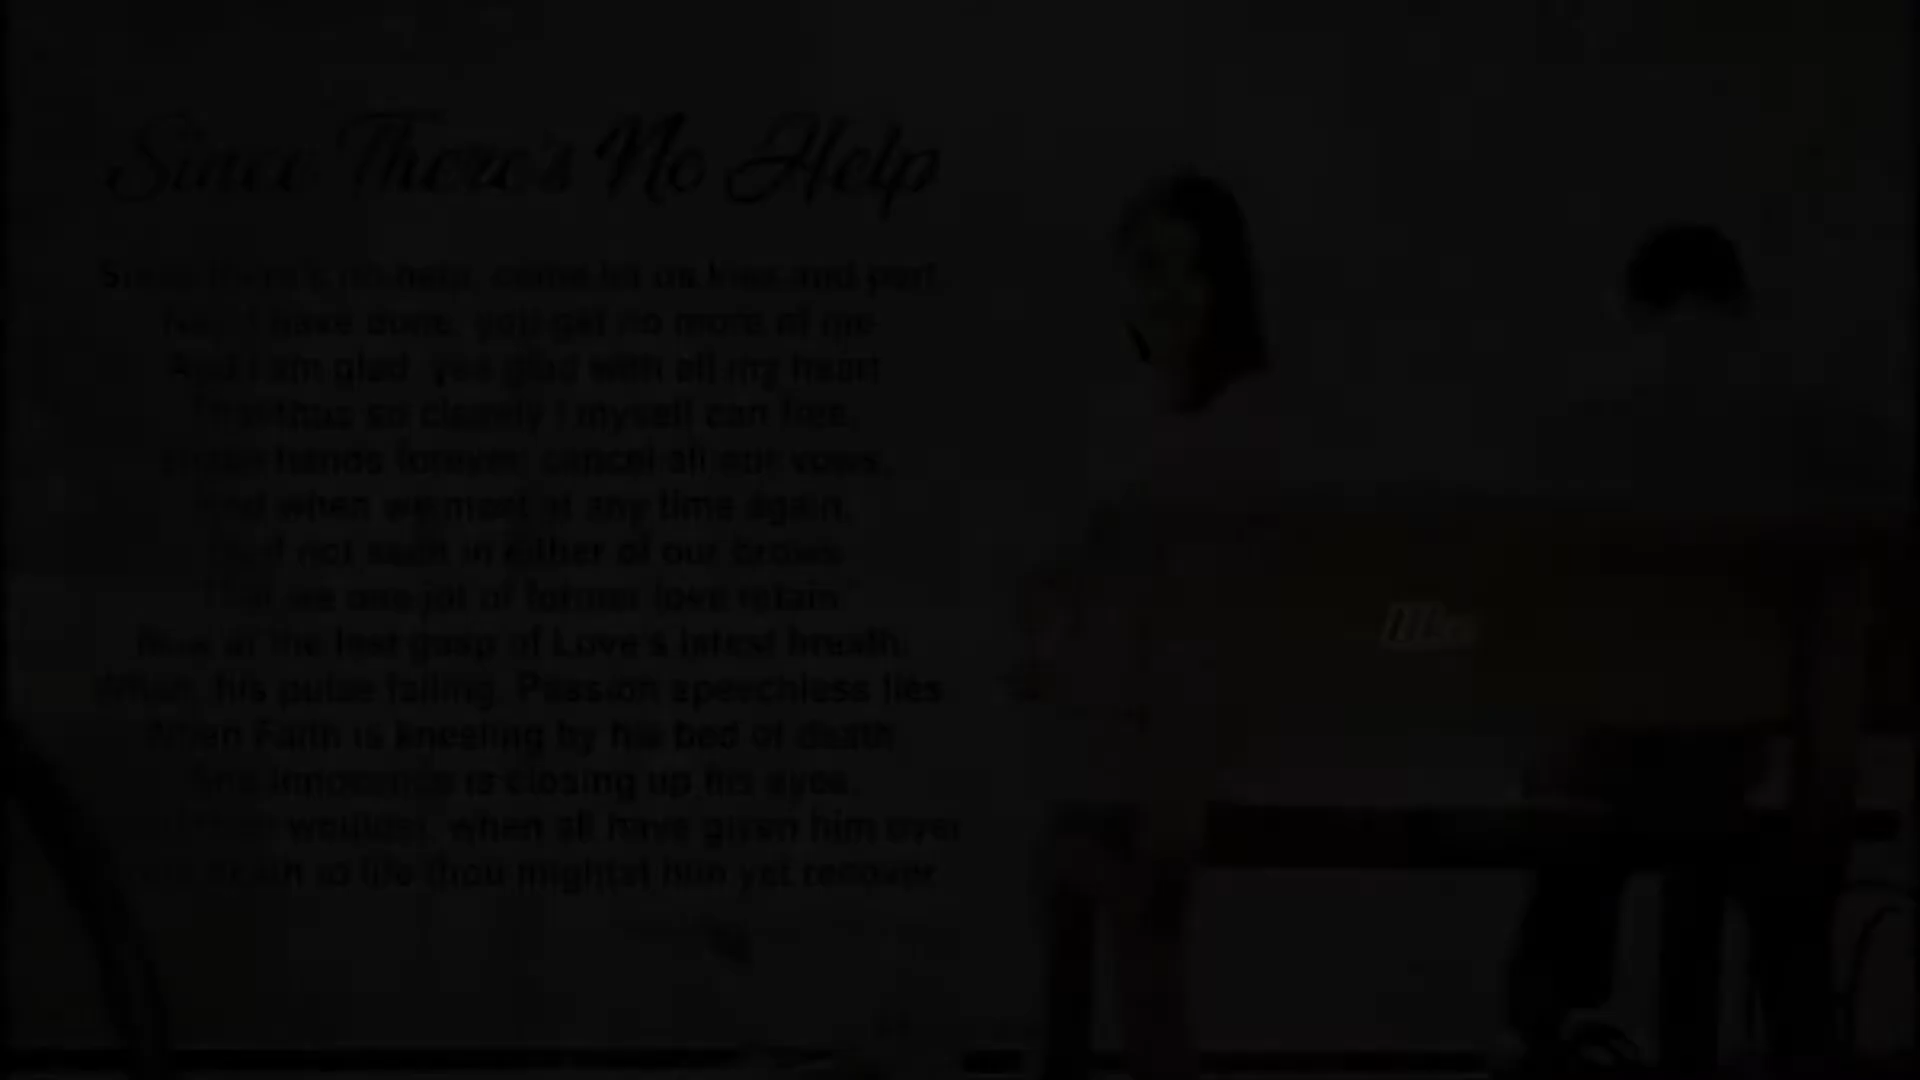 Since There's No Help
Since there's no help, come let us kiss and part
Nay, I have done, you get no more of me
And I am glad, yea glad with all my heart
That thus so cleanly I myself can free.
Shake hands forever, cancel all our vows,
And when we meet at any time again,
Be it not seen in either of our brows
That we one jot of former love retain.
Now at the last gasp of Love's latest breath,
When, his pulse failing, Passion speechless lies
When Faith is kneeling by his bed of death
And Innocence is closing up his eyes,
wouldst, when all have given him over
death to life thou mightst him yet recover